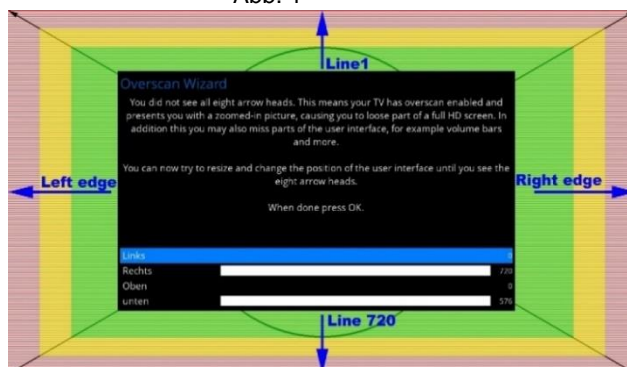 Line1
Overscan Wizard
You did not see all eight arrow heads. This means your TV has overscan enabled and
presents you with a zoomed-in picture, causing you to loose part of a full HD screen. In
addition this you may also miss parts of the user interface, for example volume bars
and more.
You can now try to resize and change the position of the user interface until you see the
eight arrow heads.
When done press OK.
Left edge
Right edge
Links 0
Rechts 720
Oben 0
unten 576
Line 720